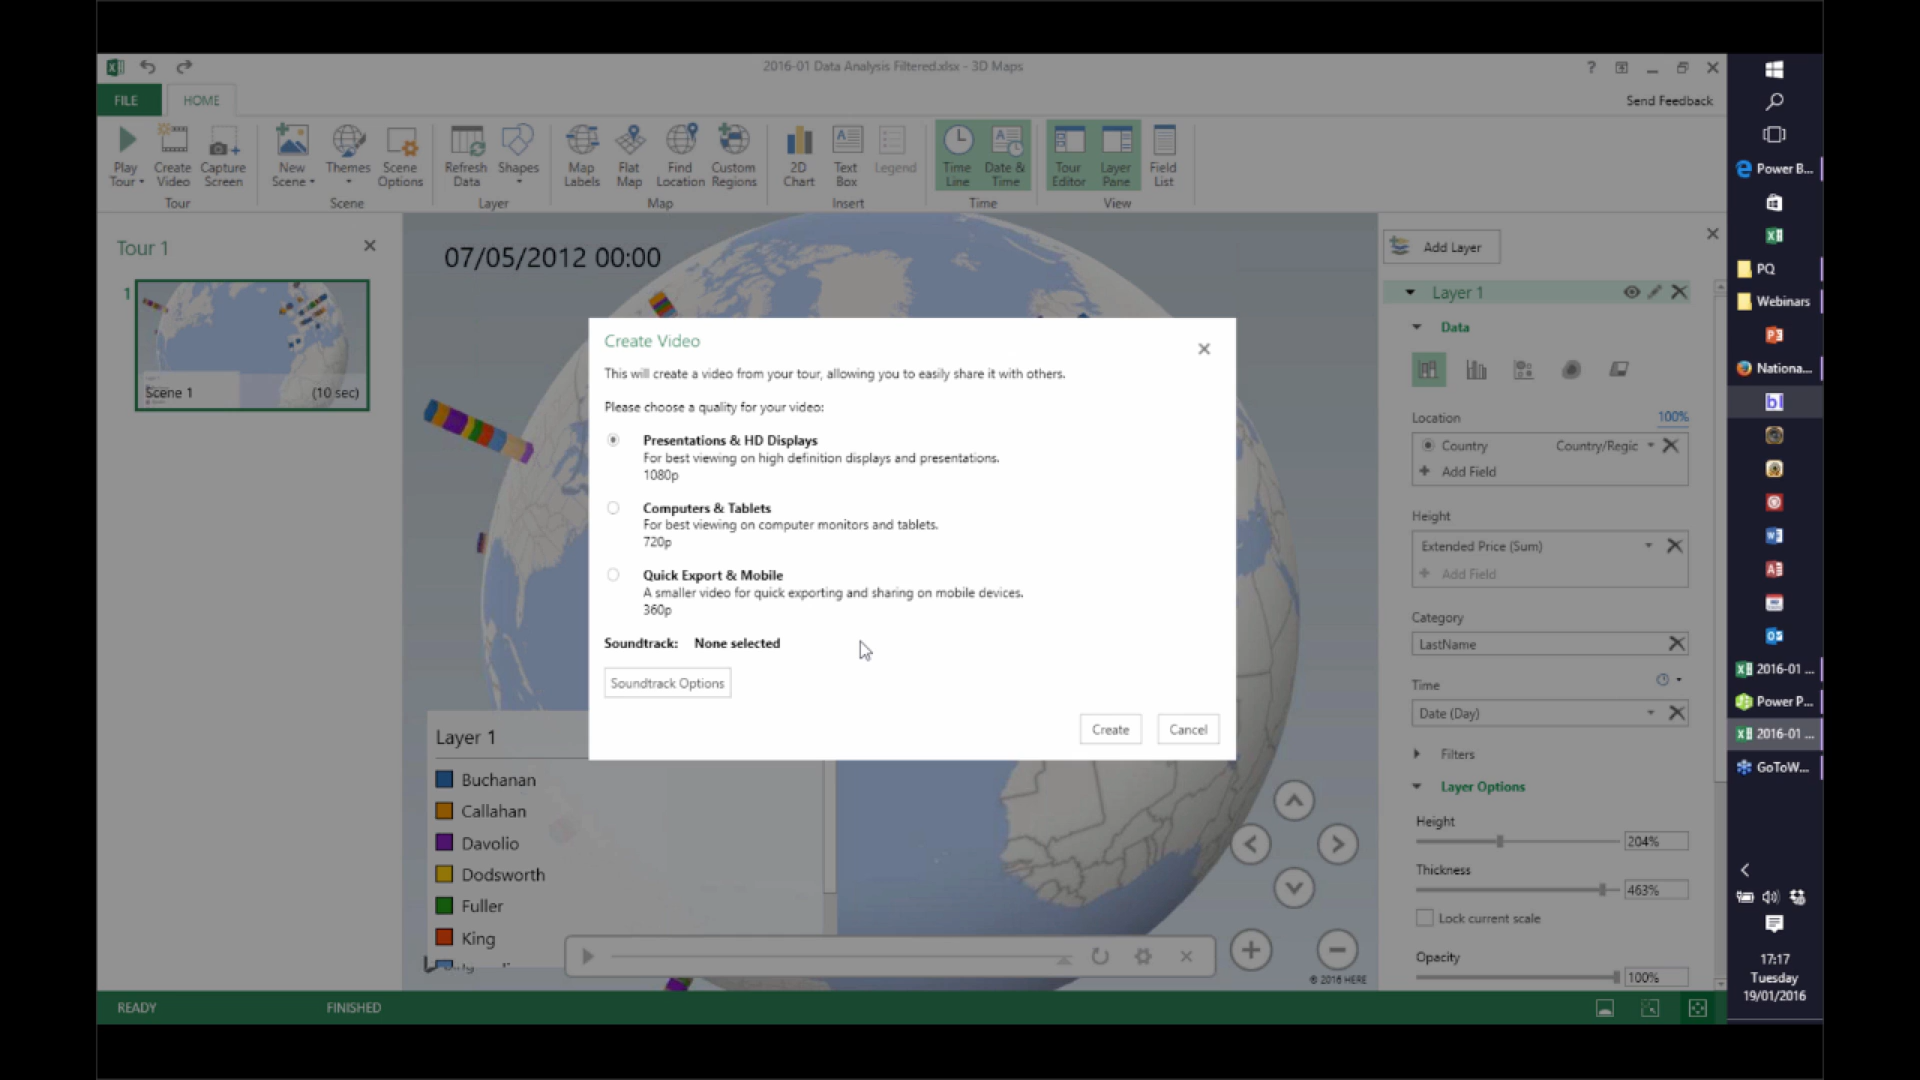 2016-01 Data Analysis Filtered.xlsx - 3D Maps
?
FILE
HOME
Send Feedback
Play Tour
Create Video
Capture Screen
New Scene
Themes
Scene Options
Refresh Data
Shapes
Map Labels
Flat Map
Find Location
Custom Regions
2D Chart
Text Box
Legend
Time Line
Date & Time
Tour Editor
Layer Pane
Field List
Tour
Scene
Layer
Map
Insert
Time
View
Tour 1
1
Scene 1
(10 sec)
07/05/2012 00:00
Create Video
This will create a video from your tour, allowing you to easily share it with others.
Please choose a quality for your video:
Presentations & HD Displays
For best viewing on high definition displays and presentations.
1080p
Computers & Tablets
For best viewing on computer monitors and tablets.
720p
Quick Export & Mobile
A smaller video for quick exporting and sharing on mobile devices.
360p
Soundtrack: None selected
Soundtrack Options
Create
Cancel
Layer 1
Buchanan
Callahan
Davolio
Dodsworth
Fuller
King
© 2016 HERE
Add Layer
Layer 1
Data
Location
100%
Country
Country/Regic
Add Field
Height
Extended Price (Sum)
Add Field
Category
LastName
Time
Date (Day)
Filters
Layer Options
Height
204%
Thickness
463%
Lock current scale
Opacity
100%
READY
FINISHED
Power B...
PQ
Webinars
Nationa...
bl
2016-01 ...
Power P...
2016-01 ...
GoToW...
17:17
Tuesday
19/01/2016